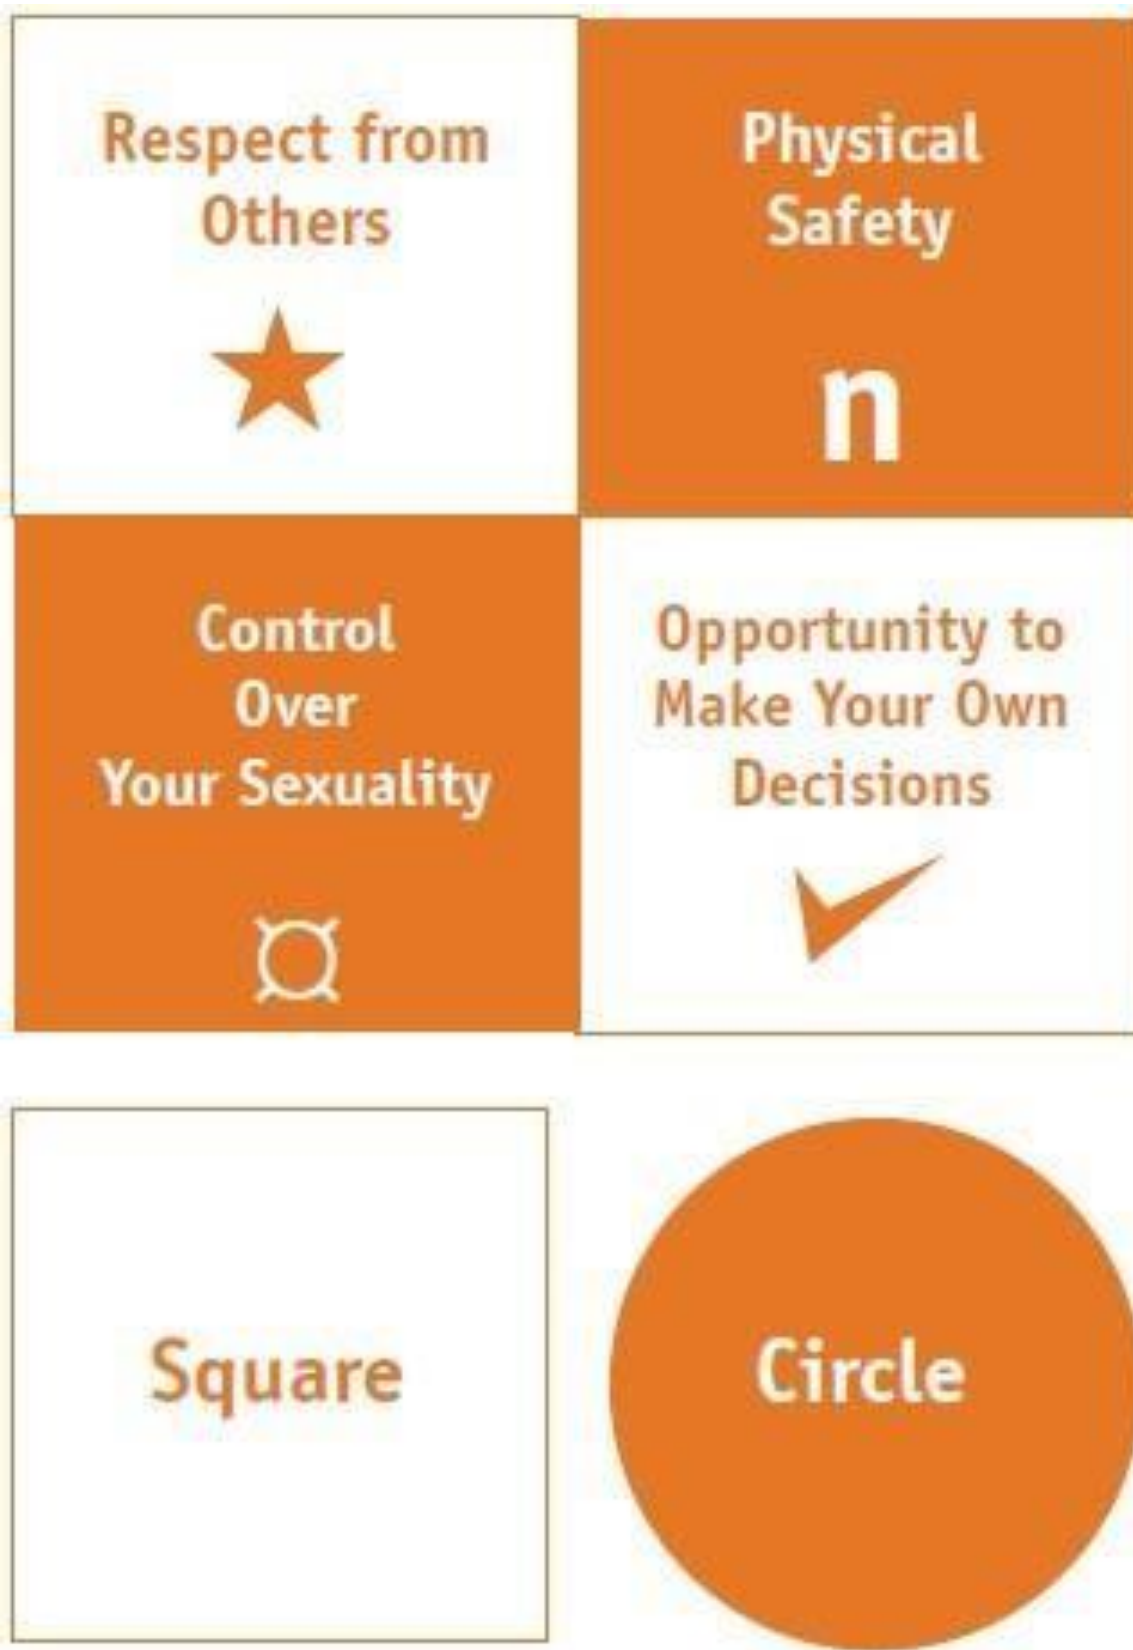 Respect from
Others
Physical
Safety
n
Control
Over
Your Sexuality
¤
Opportunity to
Make Your Own
Decisions
Square
Circle